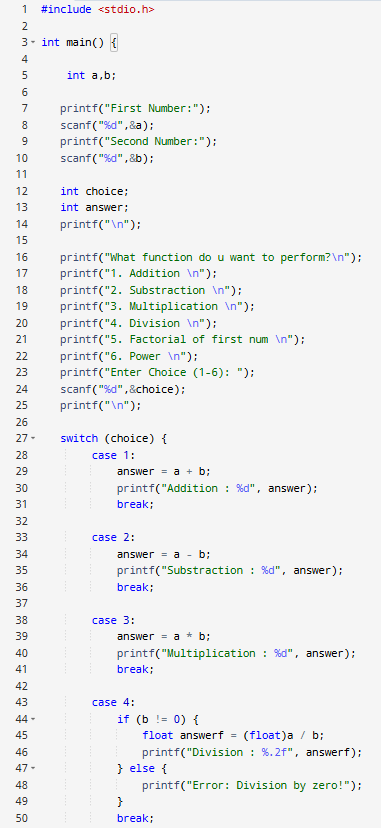 1 #include <stdio.h>
2
3 int main() {
4
5 int a,b;
6
7 printf("First Number:");
8 scanf("%d",&a);
9 printf("Second Number:");
10 scanf("%d",&b);
11
12 int choice;
13 int answer;
14 printf("\n");
15
16 printf("What function do u want to perform?\n");
17 printf("1. Addition \n");
18 printf("2. Substraction \n");
19 printf("3. Multiplication \n");
20 printf("4. Division \n");
21 printf("5. Factorial of first num \n");
22 printf("6. Power \n");
23 printf("Enter Choice (1-6): ");
24 scanf("%d",&choice);
25 printf("\n");
26
27 switch (choice) {
28 case 1:
29 answer = a + b;
30 printf("Addition : %d", answer);
31 break;
32
33 case 2:
34 answer = a - b;
35 printf("Substraction : %d", answer);
36 break;
37
38 case 3:
39 answer = a * b;
40 printf("Multiplication : %d", answer);
41 break;
42
43 case 4:
44 if (b != 0) {
45 float answerf = (float)a / b;
46 printf("Division : %.2f", answerf);
47 } else {
48 printf("Error: Division by zero!");
49 }
50 break;